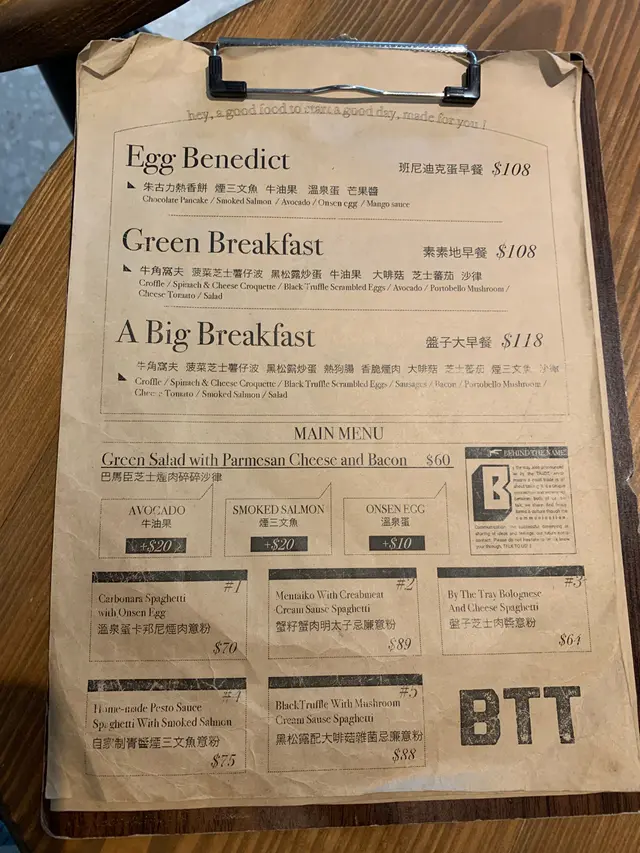 hey, a good food to start a good day, made for you !
Egg Benedict 班尼迪克蛋早餐 $108
朱古力熱香餅 煙三文魚 牛油果 溫泉蛋 芒果醬
Chocolate Pancake / Smoked Salmon / Avocado / Onsen egg / Mango sauce
Green Breakfast 素素地早餐 $108
牛角窩夫 菠菜芝士薯仔波 黑松露炒蛋 牛油果 大啡菇 芝士蕃茄 沙律
Croffle / Spinach & Cheese Croquette / Black Truffle Scrambled Eggs / Avocado / Portobello Mushroom /
Cheese Tomato / Salad
A Big Breakfast 盤子大早餐 $118
牛角窩夫 菠菜芝士薯仔波 黑松露炒蛋 熱狗腸 香脆煙肉 大啡菇 芝士蕃茄 煙三文魚 沙律
Croffle / Spinach & Cheese Croquette / Black Truffle Scrambled Eggs / Sausages / Bacon / Portobello Mushroom /
Cheese Tomato / Smoked Salmon / Salad
MAIN MENU
Green Salad with Parmesan Cheese and Bacon $60
巴馬臣芝士煙肉碎碎沙律
BEHIND THE NAME
B
AVOCADO
牛油果
+$20
SMOKED SALMON
煙三文魚
+$20
ONSEN EGG
溫泉蛋
+$10
#1
Carbonara Spaghetti
with Onsen Egg
溫泉蛋卡邦尼煙肉意粉
$70
#2
Mentaiko With Creabment
Cream Sause Spaghetti
蟹籽蟹肉明太子忌廉意粉
$89
#3
By The Tray Bolognese
And Cheese Spaghetti
盤子芝士肉醬意粉
$64
#4
Home-made Pesto Sauce
Spaghetti With Smoked Salmon
自家制青醬煙三文魚意粉
$75
#5
Black Truffle With Mushroom
Cream Sause Spaghetti
黑松露配大啡菇雜菌忌廉意粉
$88
BTT